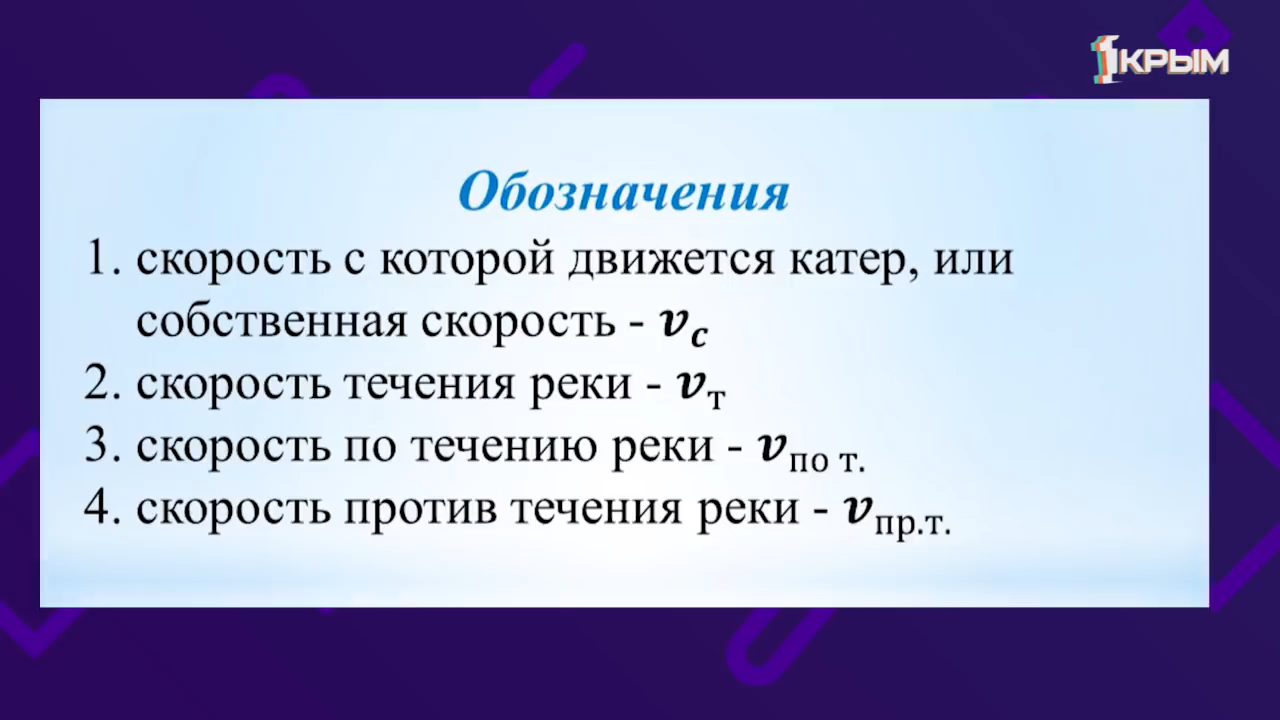 1КРЫМ
Обозначения
1. скорость с которой движется катер, или
собственная скорость - 𝒗𝒄
2. скорость течения реки - 𝒗т
3. скорость по течению реки - 𝒗по т.
4. скорость против течения реки - 𝒗пр.т.